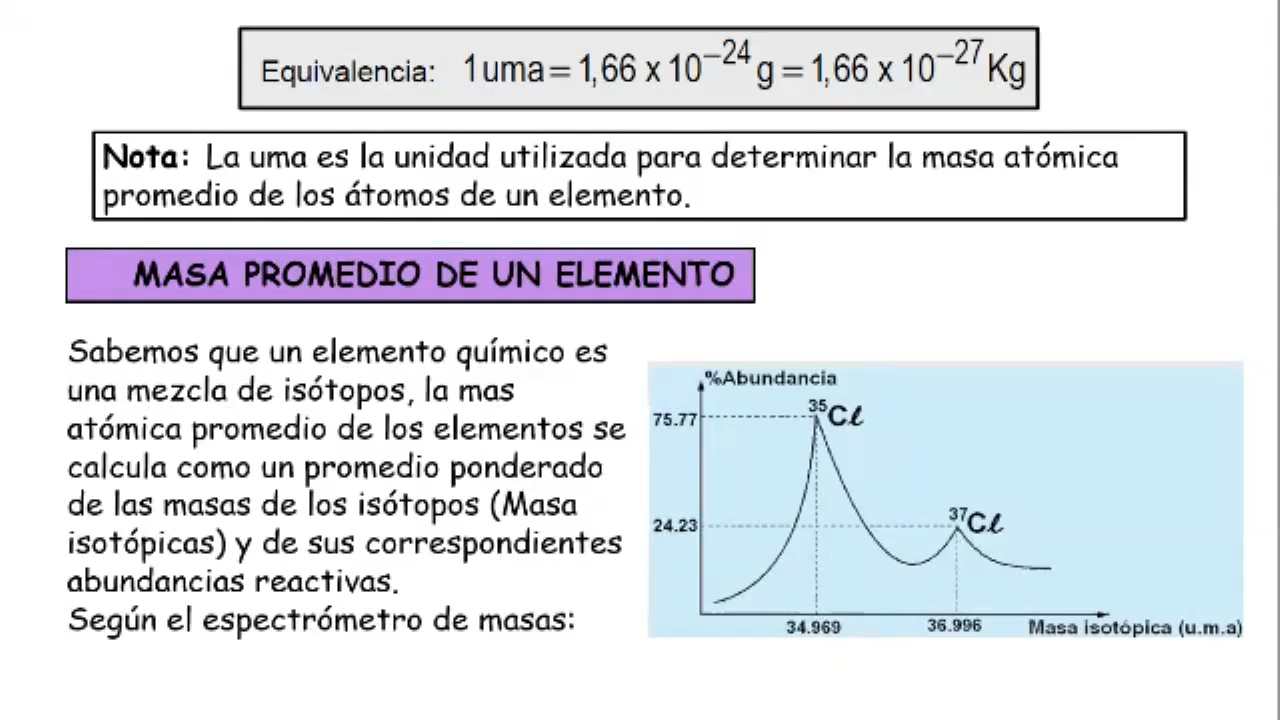 Equivalencia: 1uma = 1,66 x 10⁻²⁴ g = 1,66 x 10⁻²⁷ Kg
Nota: La uma es la unidad utilizada para determinar la masa atómica
promedio de los átomos de un elemento.
MASA PROMEDIO DE UN ELEMENTO
Sabemos que un elemento químico es
una mezcla de isótopos, la mas
atómica promedio de los elementos se
calcula como un promedio ponderado
de las masas de los isótopos (Masa
isotópicas) y de sus correspondientes
abundancias reactivas.
Según el espectrómetro de masas:
%Abundancia
³⁵Cl
75.77
³⁷Cl
24.23
34.969
36.996
Masa isotópica (u.m.a)